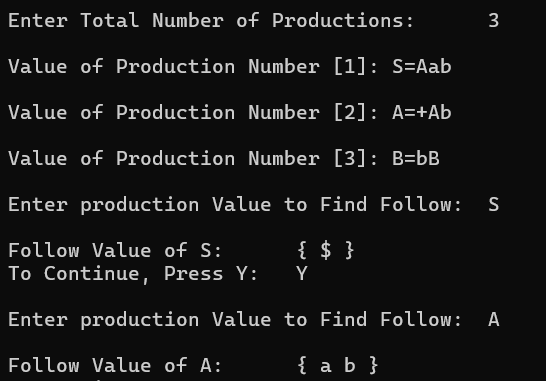 Enter Total Number of Productions: 3
Value of Production Number [1]: S=Aab
Value of Production Number [2]: A=+Ab
Value of Production Number [3]: B=bB
Enter production Value to Find Follow: S
Follow Value of S: { $ }
To Continue, Press Y: Y
Enter production Value to Find Follow: A
Follow Value of A: { a b }